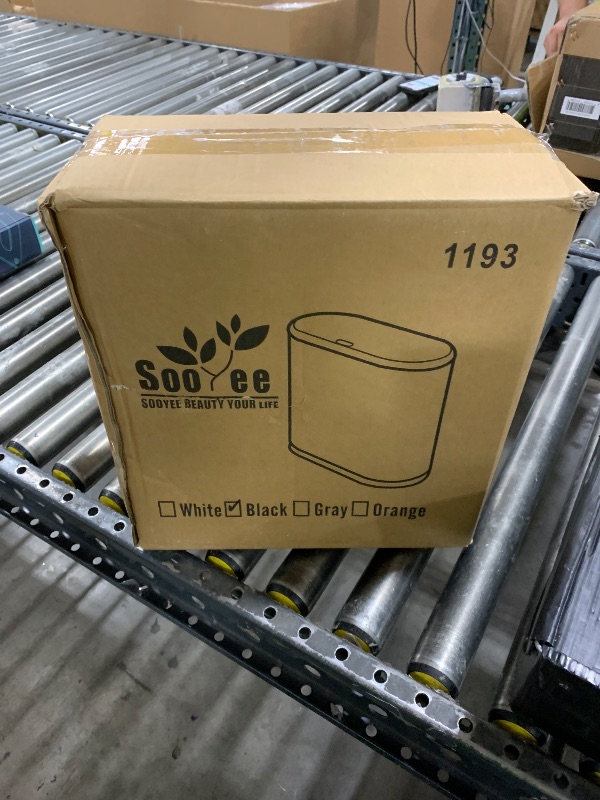 1193
SooYee
SOOYEE BEAUTY YOUR LIFE
☐White ☑Black ☐Gray ☐Orange